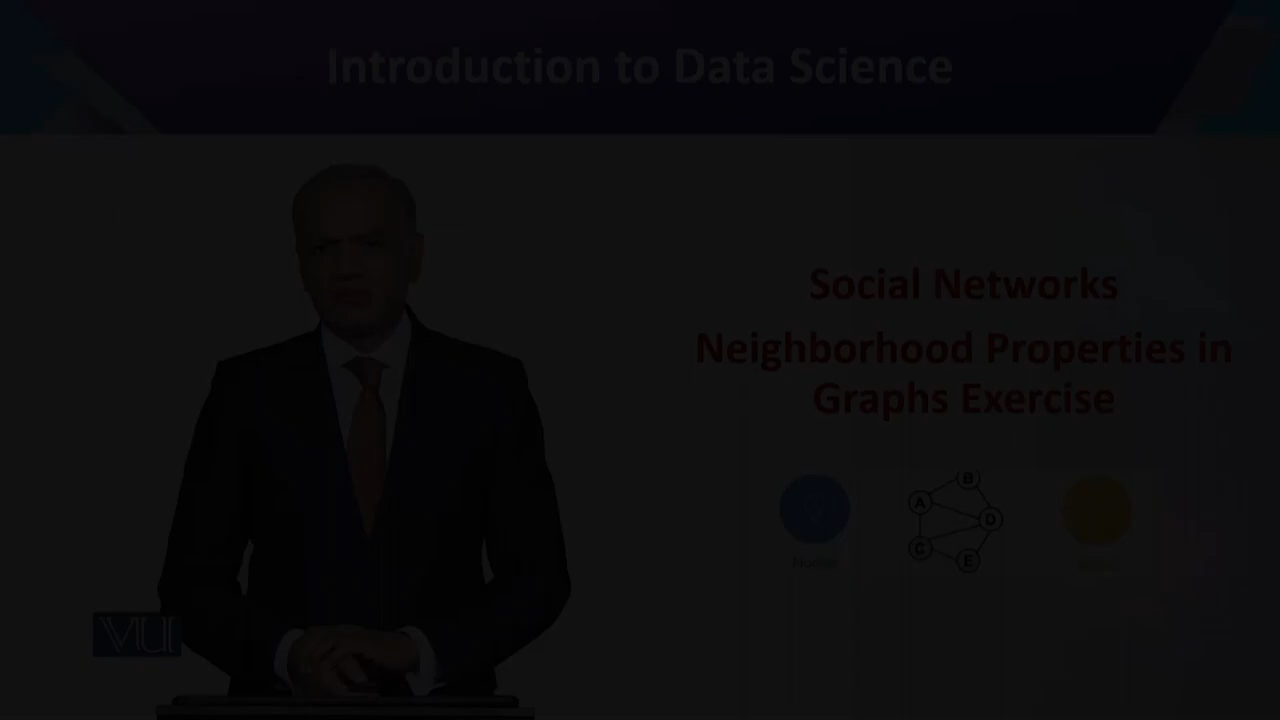 Introduction to Data Science
Social Networks
Neighborhood Properties in
Graphs Exercise
B
A
D
C
E
VU